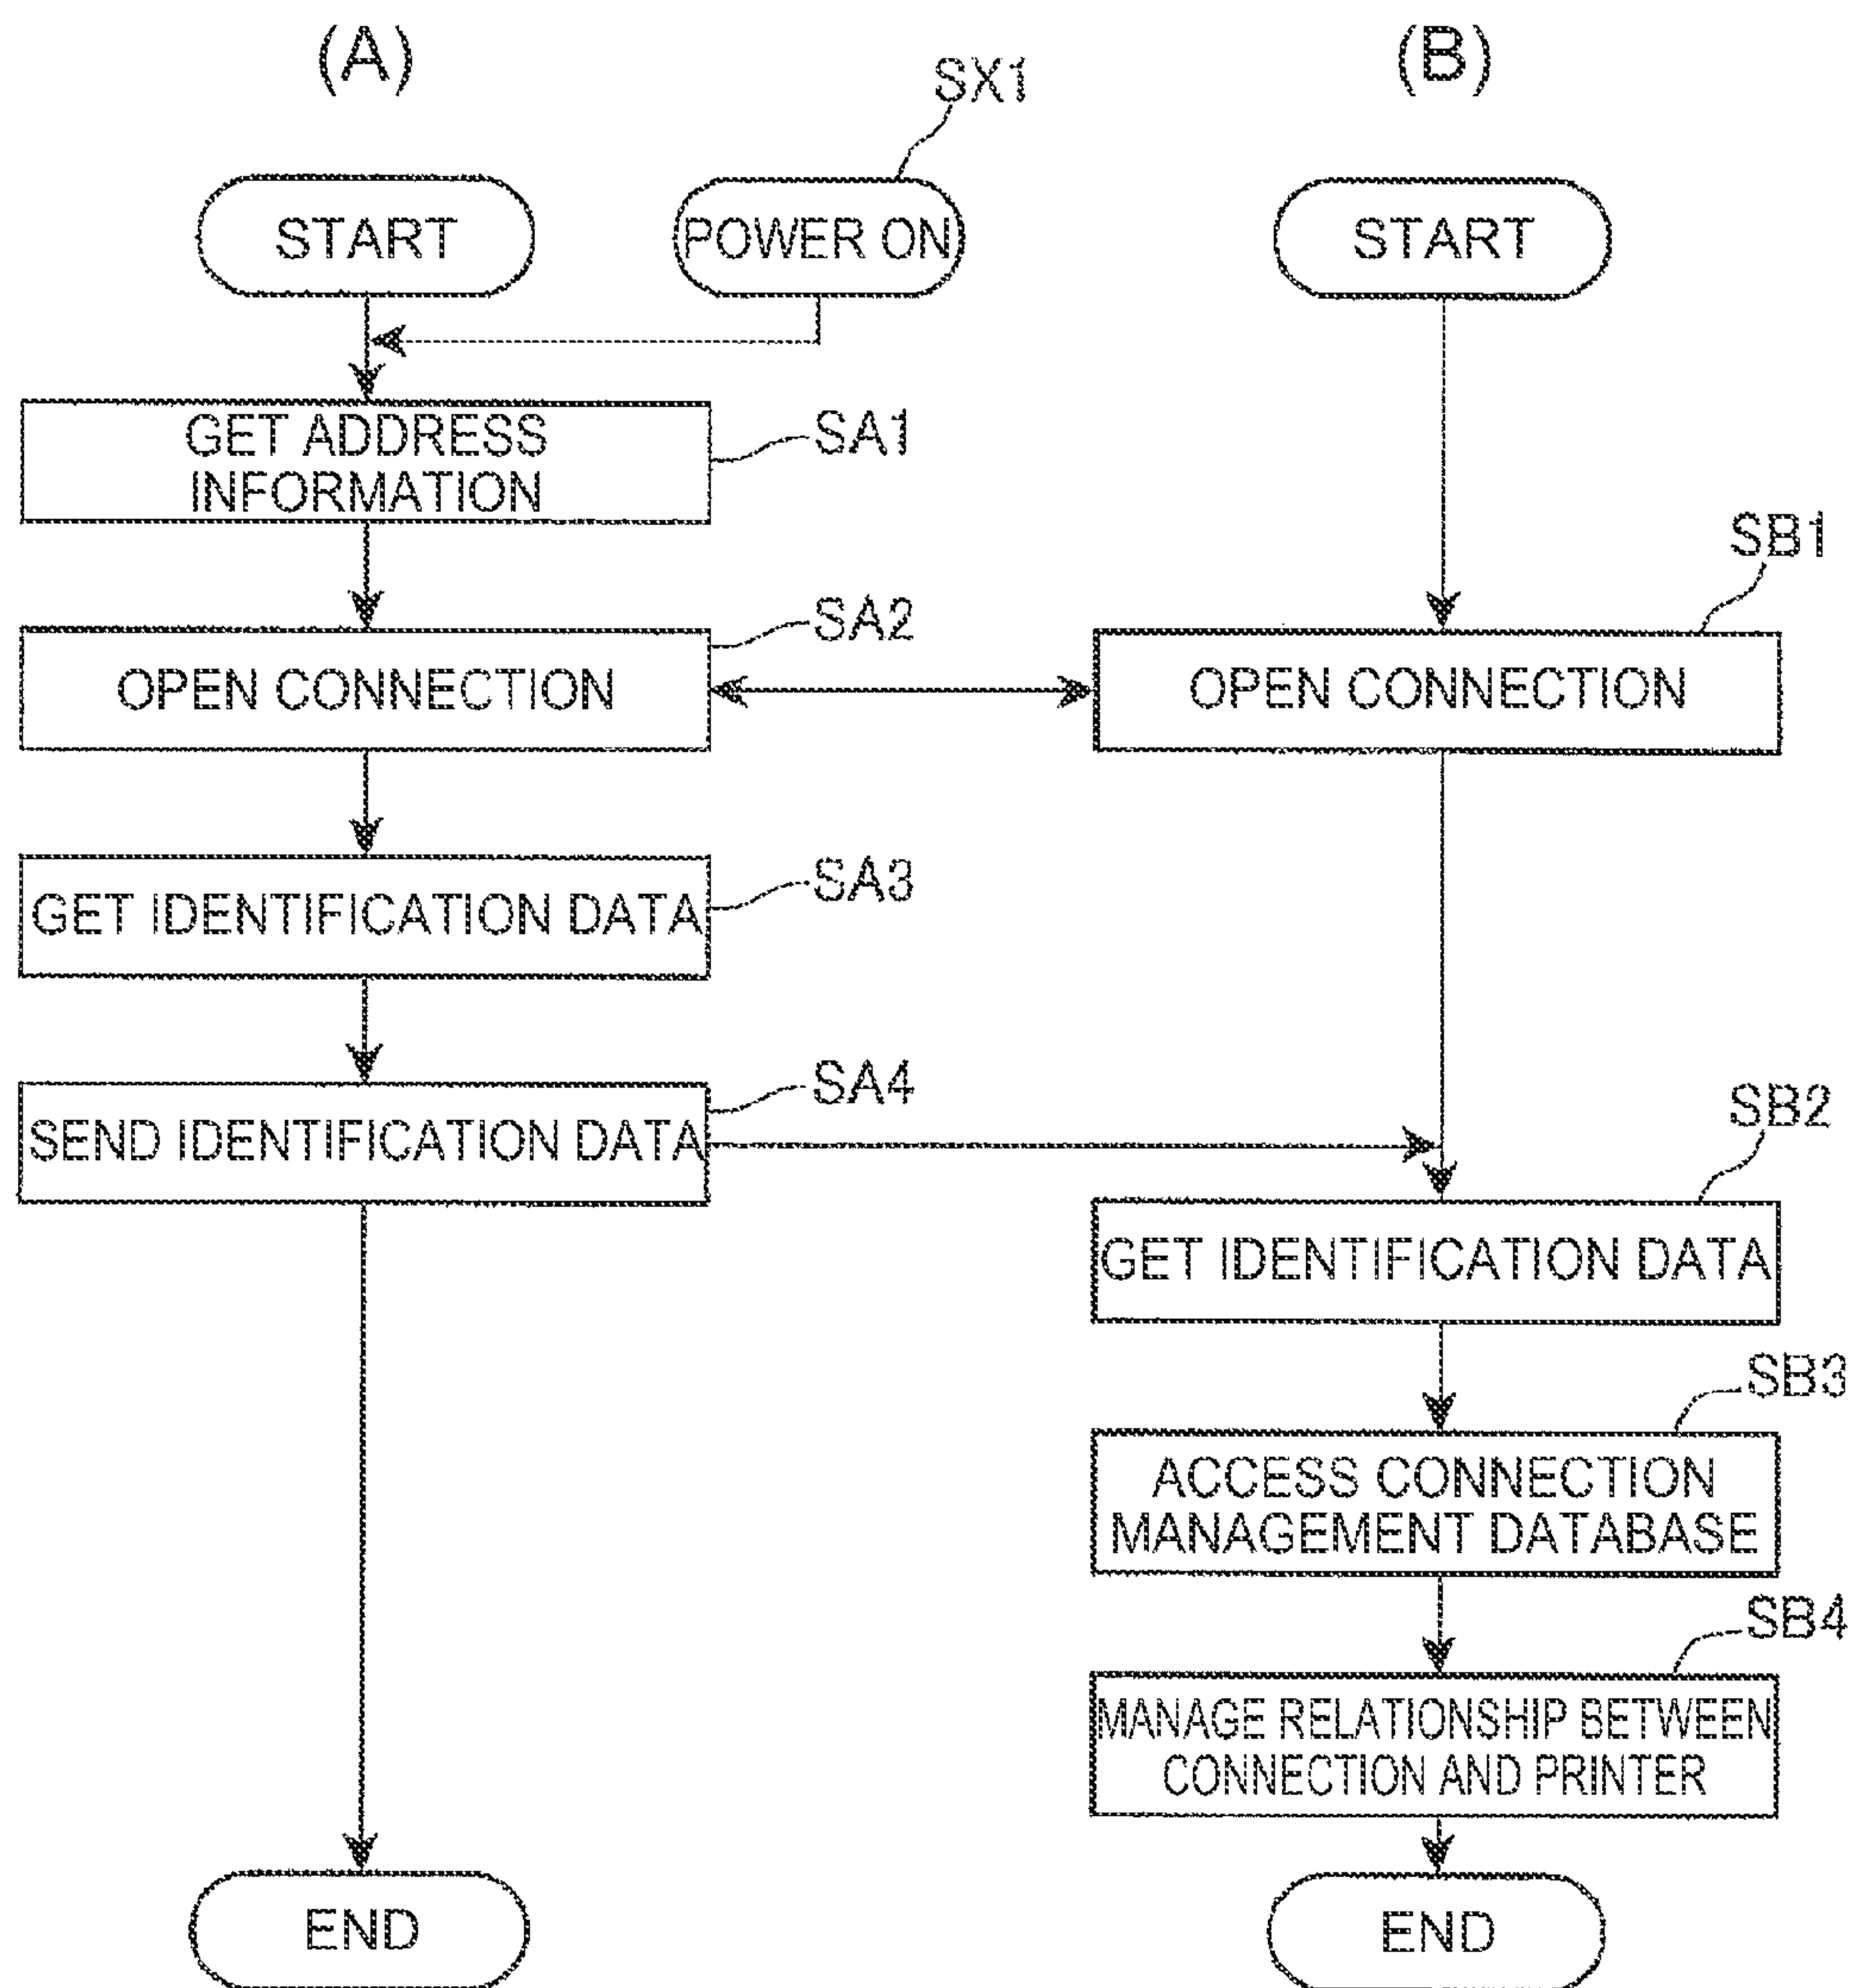 (A)
START
SX1
POWER ON
GET ADDRESS
INFORMATION
SA1
OPEN CONNECTION
SA2
GET IDENTIFICATION DATA
SA3
SEND IDENTIFICATION DATA
SA4
END
(B)
START
SB1
OPEN CONNECTION
SB2
GET IDENTIFICATION DATA
SB3
ACCESS CONNECTION
MANAGEMENT DATABASE
SB4
MANAGE RELATIONSHIP BETWEEN
CONNECTION AND PRINTER
END